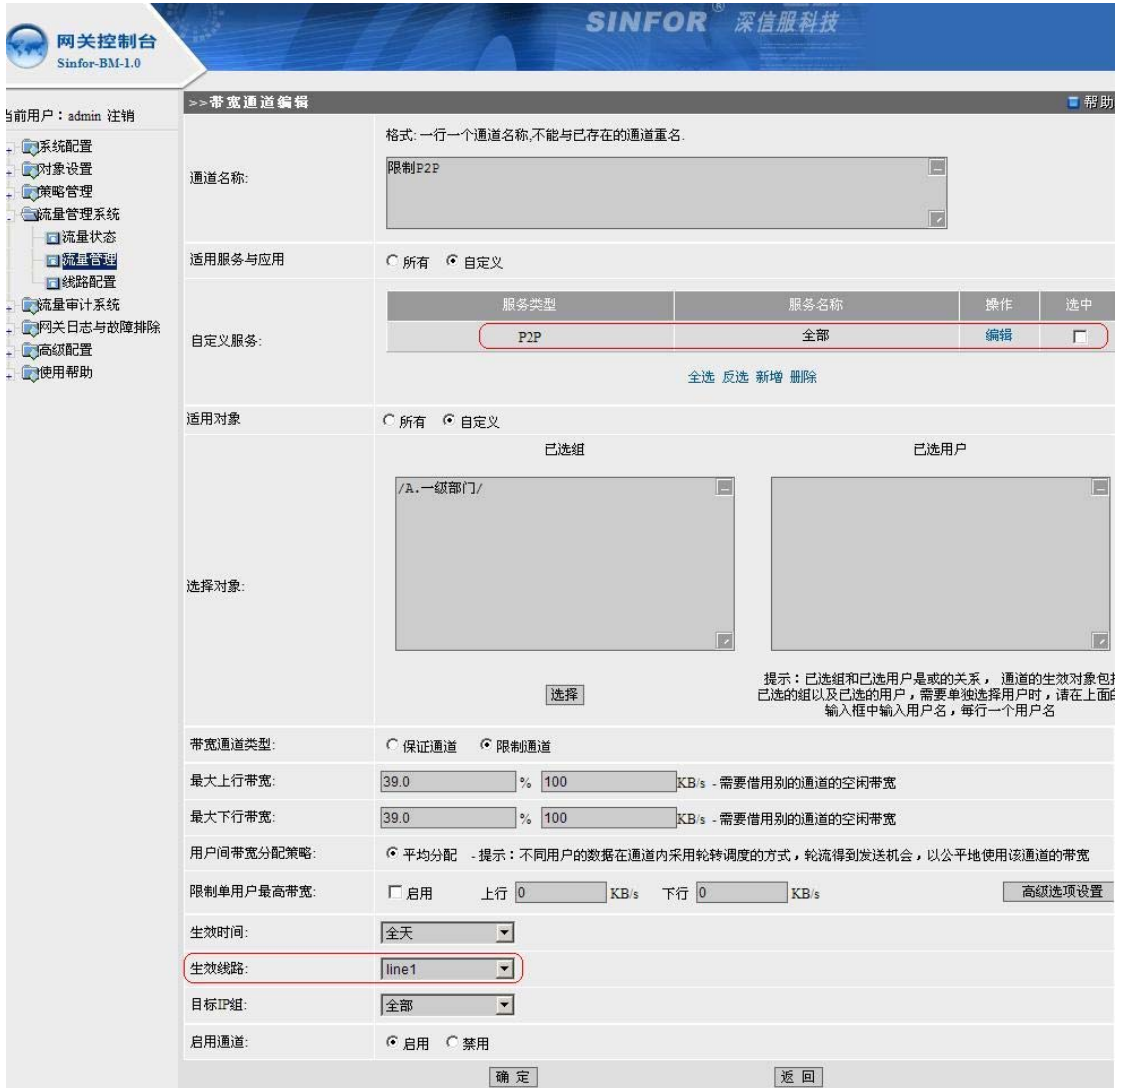 SINFOR® 深信服科技
网关控制台
Sinfor-BM-1.0
当前用户：admin 注销
系统配置
对象设置
策略管理
流量管理系统
流量状态
流量管理
线路配置
流量审计系统
网关日志与故障排除
高级配置
使用帮助
>>带宽通道编辑
帮助
格式: 一行一个通道名称,不能与已存在的通道重名.
通道名称:
限制P2P
适用服务与应用
所有 自定义
自定义服务:
服务类型 服务名称 操作 选中
P2P 全部 编辑
全选 反选 新增 删除
适用对象
所有 自定义
已选组 已选用户
选择对象:
/A.一级部门/
选择
提示：已选组和已选用户是或的关系， 通道的生效对象包
已选的组以及已选的用户，需要单独选择用户时，请在上面
输入框中输入用户名，每行一个用户名
带宽通道类型:
保证通道 限制通道
最大上行带宽:
39.0 % 100 KB/s - 需要借用别的通道的空闲带宽
最大下行带宽:
39.0 % 100 KB/s - 需要借用别的通道的空闲带宽
用户间带宽分配策略:
平均分配 - 提示：不同用户的数据在通道内采用轮转调度的方式，轮流得到发送机会，以公平地使用该通道的带宽
限制单用户最高带宽:
启用 上行 0 KB/s 下行 0 KB/s 高级选项设置
生效时间:
全天
生效线路:
line1
目标IP组:
全部
启用通道:
启用 禁用
确 定 返 回